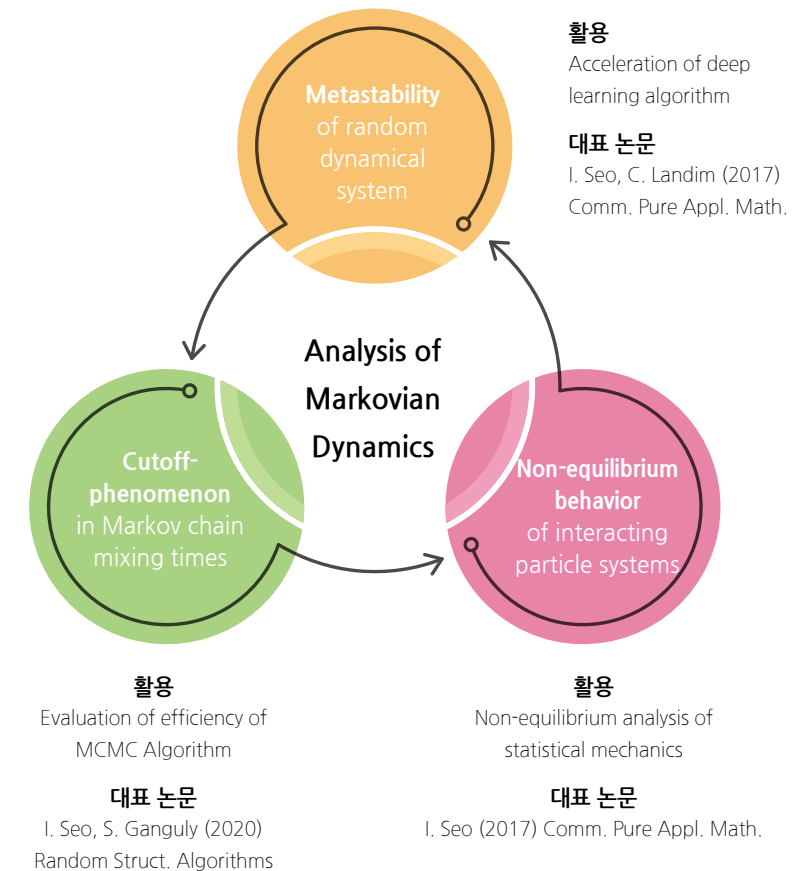 Metastability
of random
dynamical
system
활용
Acceleration of deep
learning algorithm
대표 논문
I. Seo, C. Landim (2017)
Comm. Pure Appl. Math.
Analysis of
Markovian
Dynamics
Cutoff-
phenomenon
in Markov chain
mixing times
Non-equilibrium
behavior
of interacting
particle systems
활용
Evaluation of efficiency of
MCMC Algorithm
대표 논문
I. Seo, S. Ganguly (2020)
Random Struct. Algorithms
활용
Non-equilibrium analysis of
statistical mechanics
대표 논문
I. Seo (2017) Comm. Pure Appl. Math.